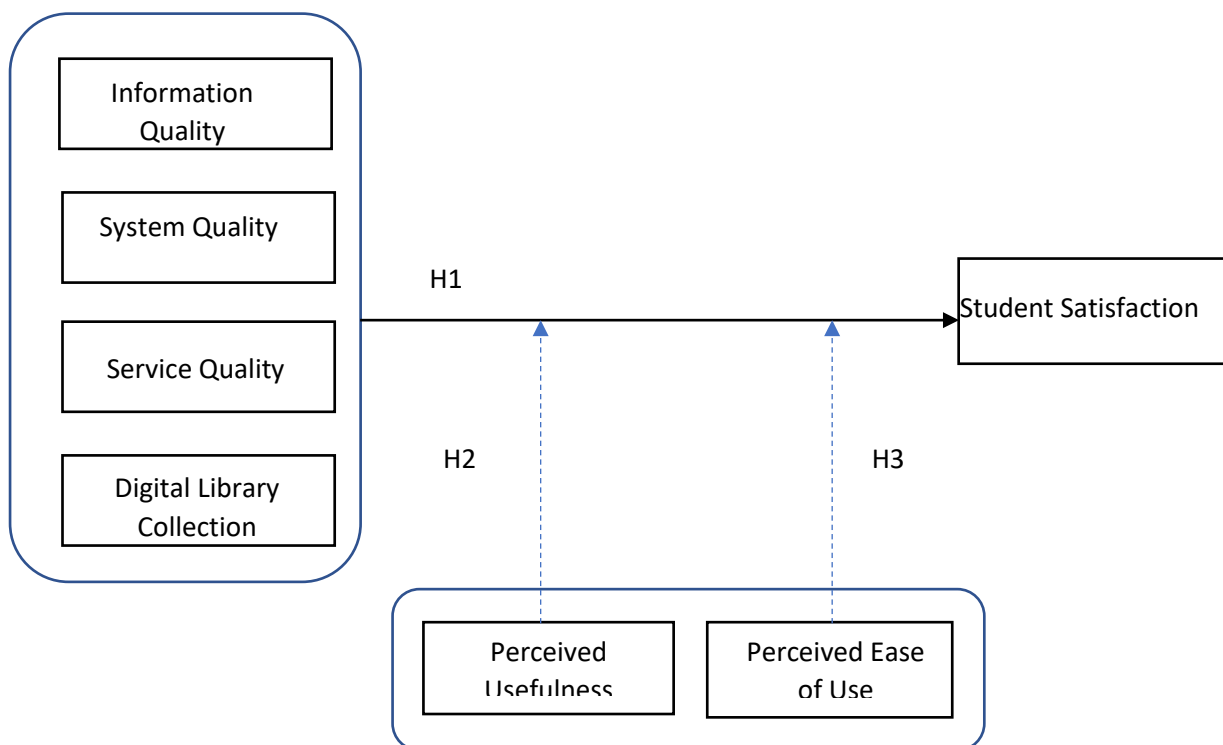 Information
Quality
System Quality
Service Quality
Digital Library
Collection
H1
Student Satisfaction
H2
H3
Perceived
Usefulness
Perceived Ease
of Use